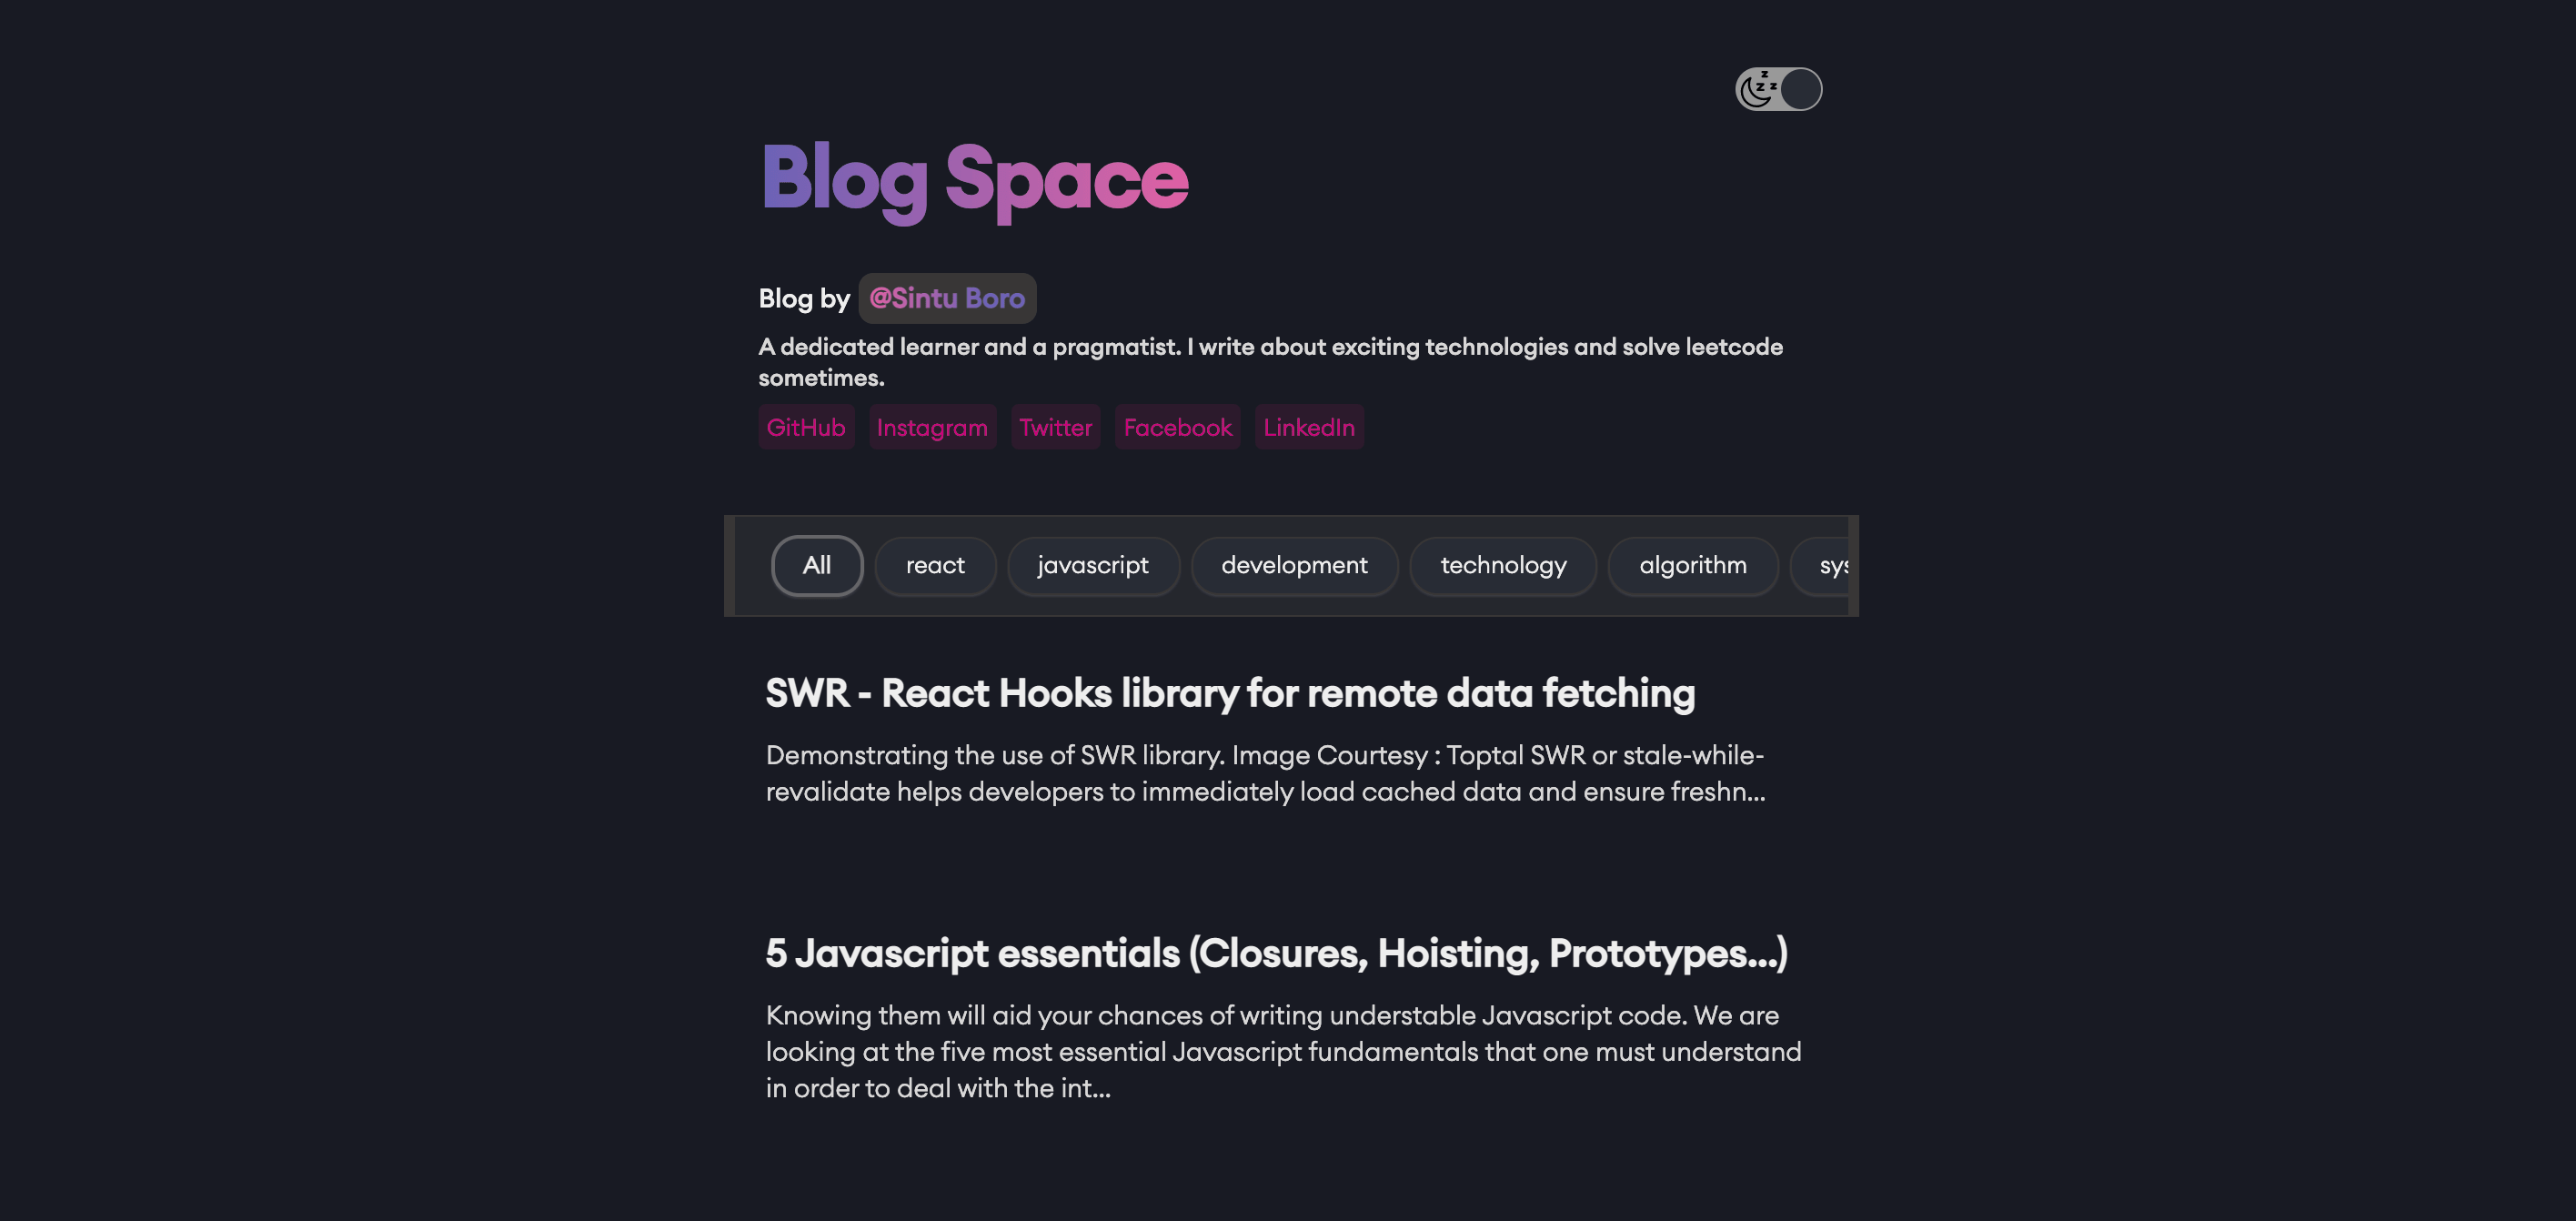 Blog Space
Blog by @Sintu Boro
A dedicated learner and a pragmatist. I write about exciting technologies and solve leetcode
sometimes.
GitHub Instagram Twitter Facebook LinkedIn
All react javascript development technology algorithm sys
SWR - React Hooks library for remote data fetching
Demonstrating the use of SWR library. Image Courtesy : Toptal SWR or stale-while-
revalidate helps developers to immediately load cached data and ensure freshn...
5 Javascript essentials (Closures, Hoisting, Prototypes...)
Knowing them will aid your chances of writing understable Javascript code. We are
looking at the five most essential Javascript fundamentals that one must understand
in order to deal with the int...